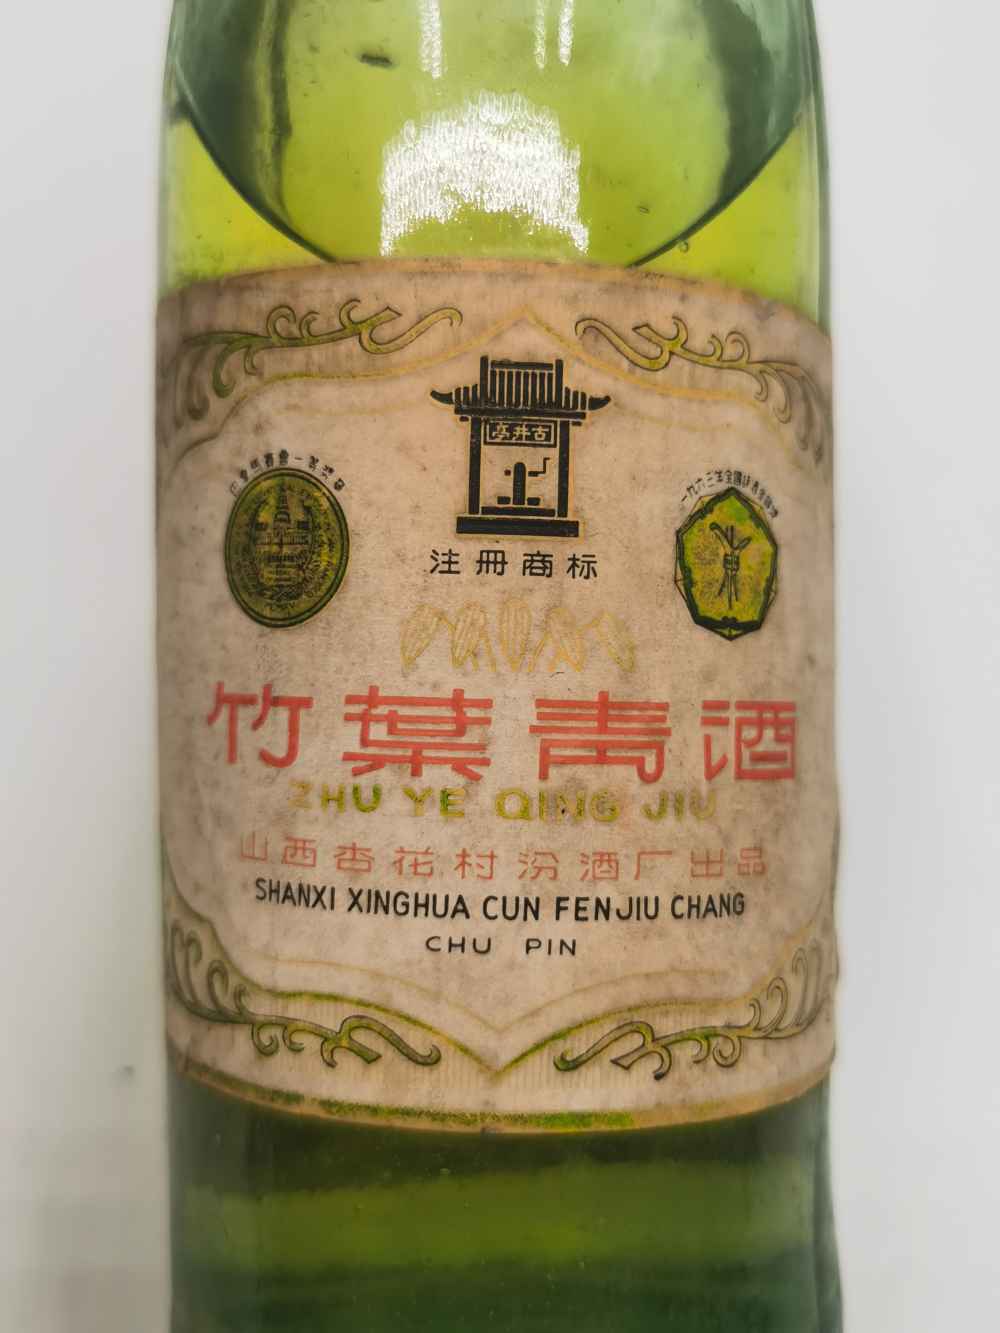 古井亭
注冊商标
竹葉青酒
ZHU YE QING JIU
山西杏花村汾酒厂出品
SHANXI XINGHUA CUN FENJIU CHANG
CHU PIN